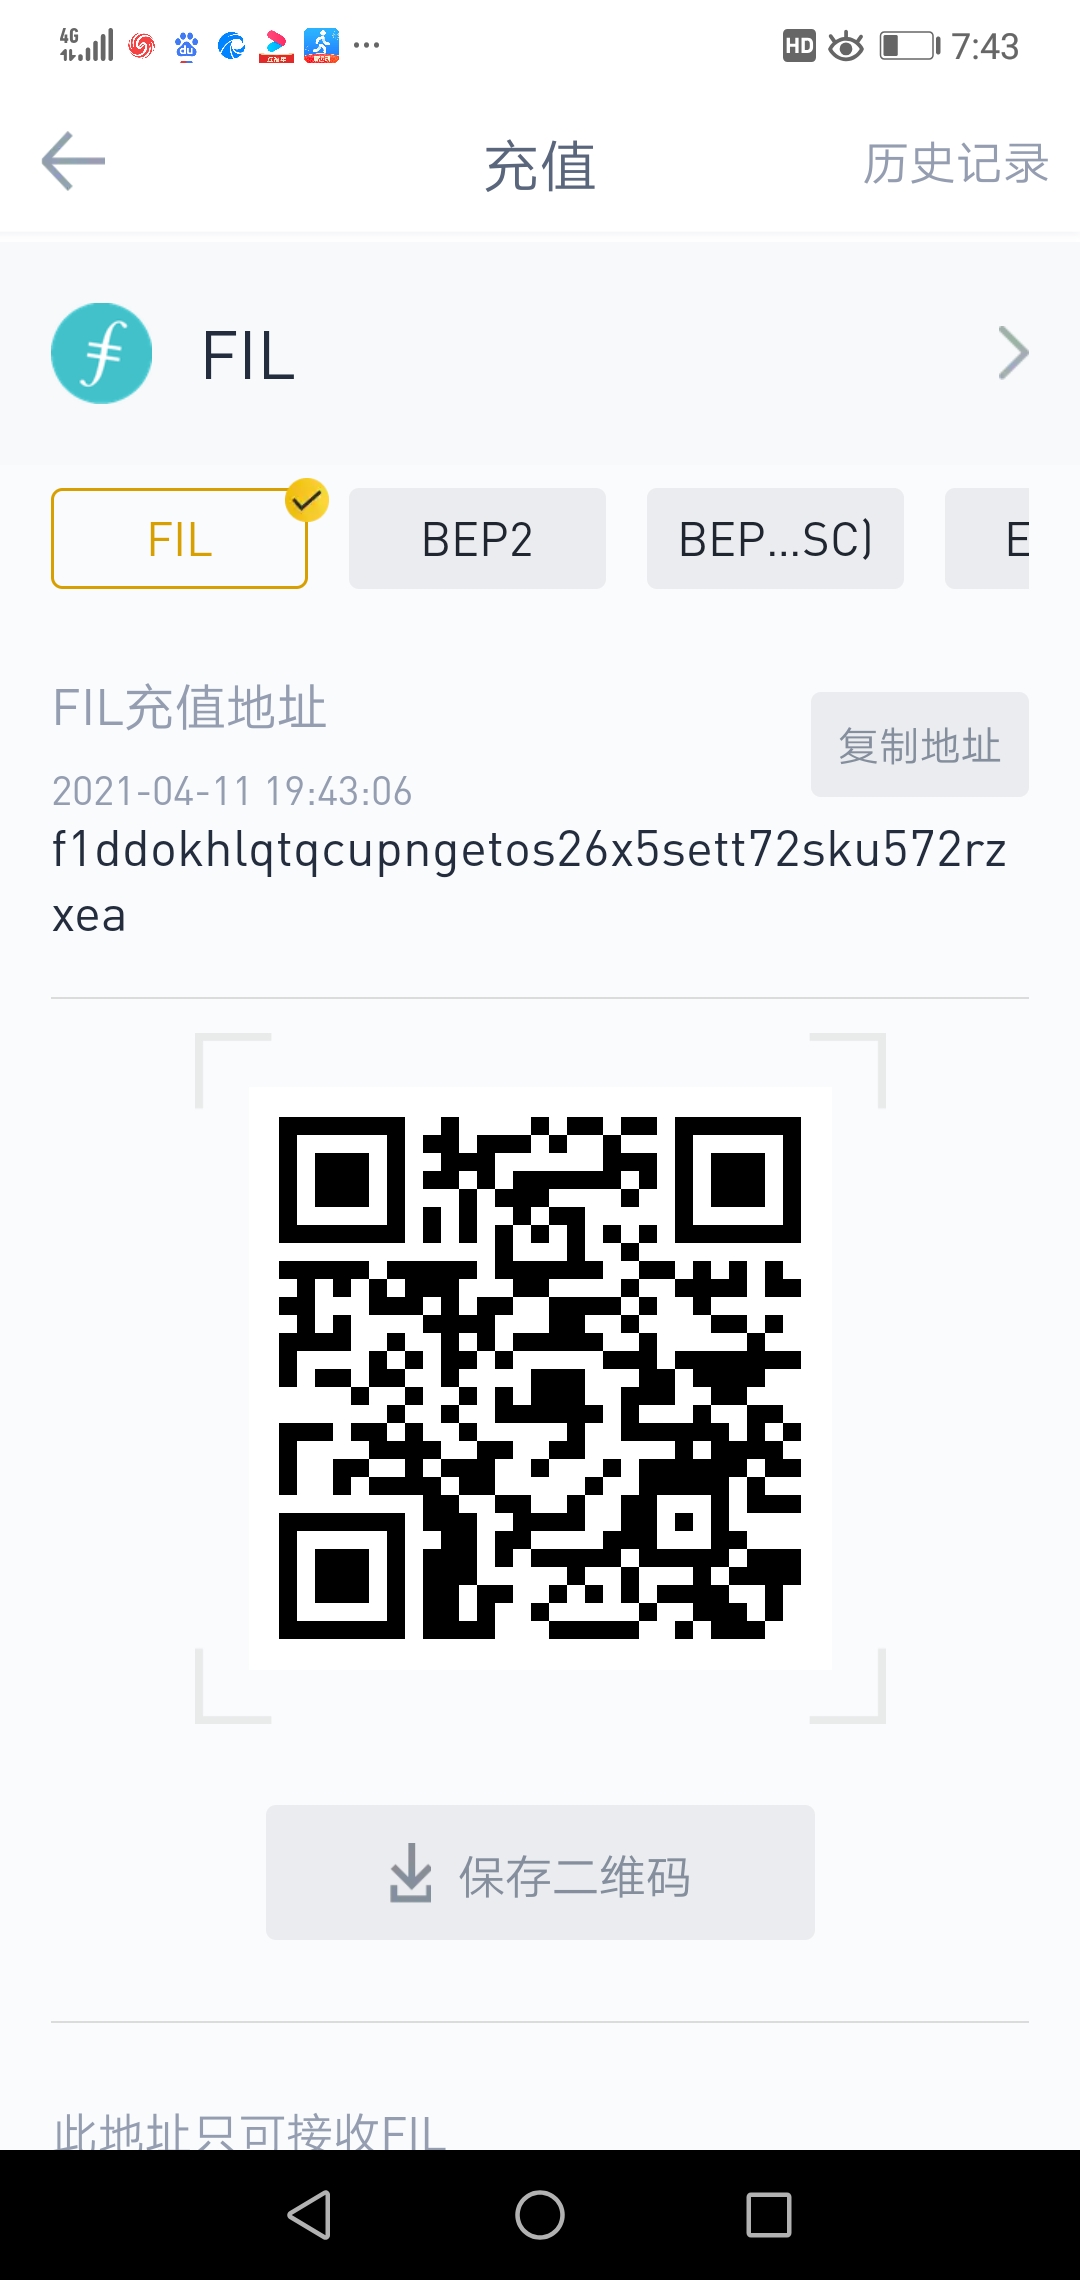 4G HD 7:43
充值 历史记录
FIL
FIL BEP2 BEP...SC) E
FIL充值地址
复制地址
2021-04-11 19:43:06
f1ddokhlqtqcupngetos26x5sett72sku572rz
xea
保存二维码
此地址只可接收FIL